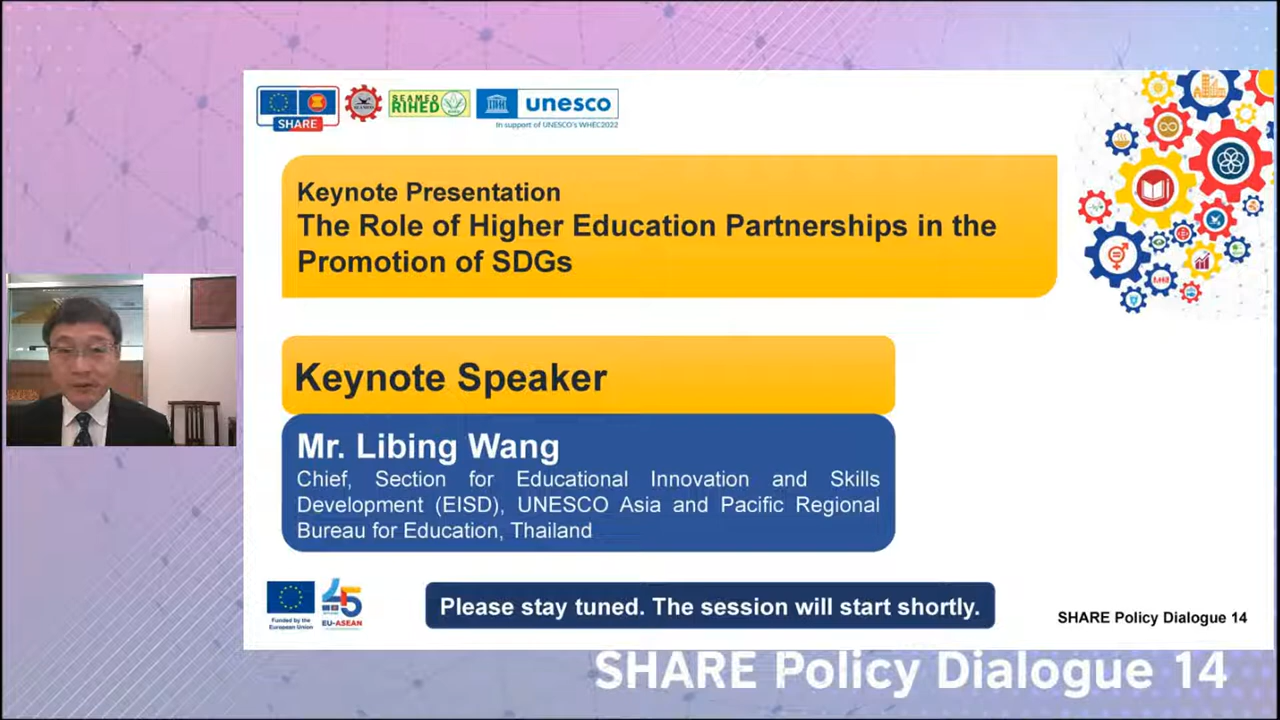 SHARE
SEAMEO
RIHED
unesco
In support of UNESCO's WHEC2022
Keynote Presentation
The Role of Higher Education Partnerships in the
Promotion of SDGs
Keynote Speaker
Mr. Libing Wang
Chief, Section for Educational Innovation and Skills
Development (EISD), UNESCO Asia and Pacific Regional
Bureau for Education, Thailand
Funded by the
European Union
45
EU-ASEAN
Please stay tuned. The session will start shortly.
SHARE Policy Dialogue 14
SHARE Policy Dialogue 14